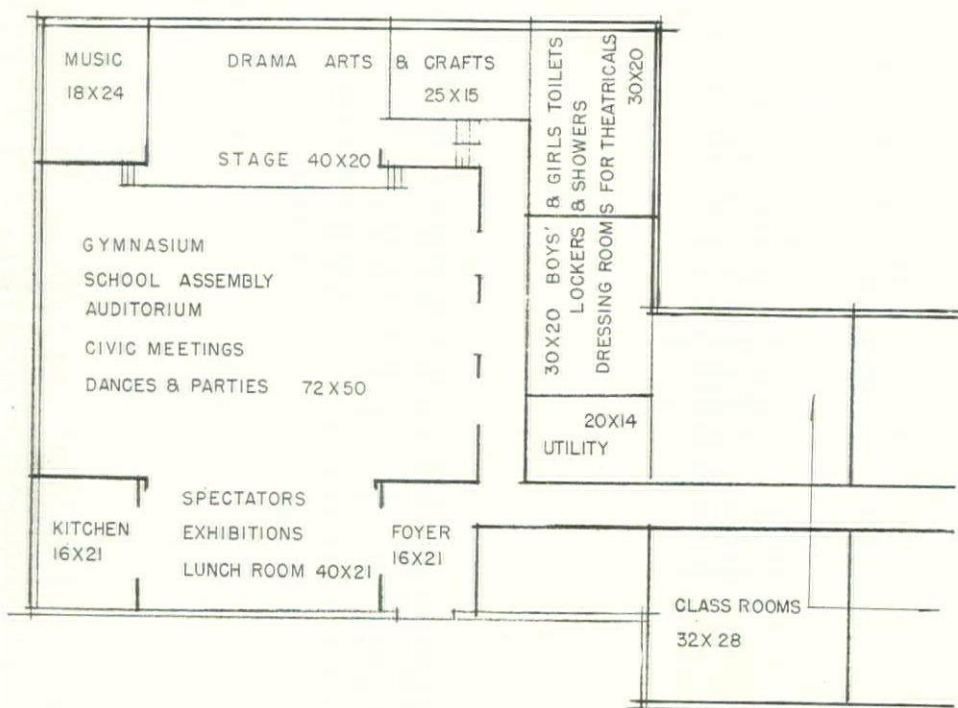 MUSIC
18X24
DRAMA ARTS & CRAFTS
25X15
STAGE 40X20
30X20 BOYS' & GIRLS TOILETS
LOCKERS & SHOWERS
DRESSING ROOMS FOR THEATRICALS
30X20
GYMNASIUM
SCHOOL ASSEMBLY
AUDITORIUM
CIVIC MEETINGS
DANCES & PARTIES 72X50
20X14
UTILITY
KITCHEN
16X21
SPECTATORS
EXHIBITIONS
LUNCH ROOM 40X21
FOYER
16X21
CLASS ROOMS
32X28